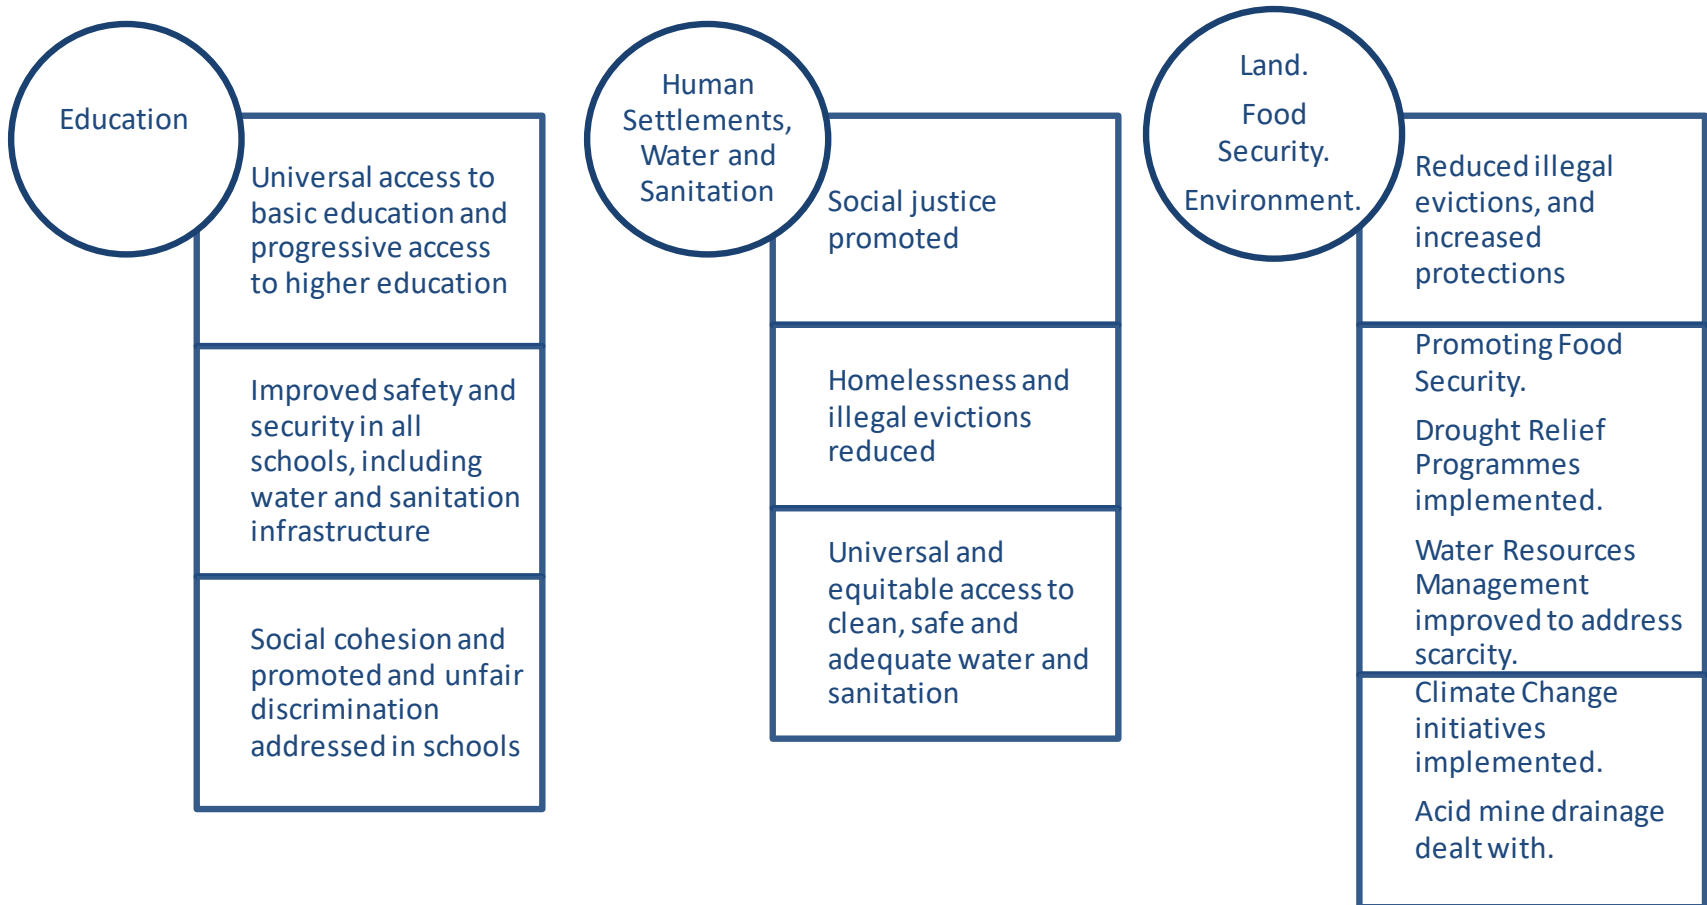 Education
Universal access to
basic education and
progressive access
to higher education
Improved safety and
security in all
schools, including
water and sanitation
infrastructure
Social cohesion and
promoted and unfair
discrimination
addressed in schools
Human
Settlements,
Water and
Sanitation
Social justice
promoted
Homelessness and
illegal evictions
reduced
Universal and
equitable access to
clean, safe and
adequate water and
sanitation
Land.
Food
Security.
Environment.
Reduced illegal
evictions, and
increased
protections
Promoting Food
Security.
Drought Relief
Programmes
implemented.
Water Resources
Management
improved to address
scarcity.
Climate Change
initiatives
implemented.
Acid mine drainage
dealt with.